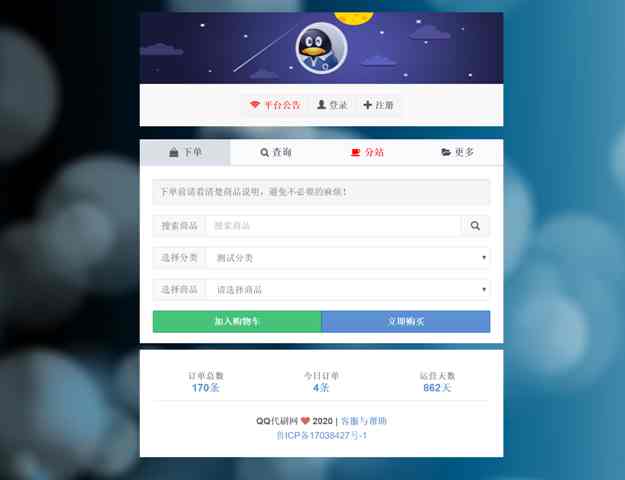 平台公告 登录 注册
下单 查询 分站 更多
下单前请看清楚商品说明，避免不必要的麻烦！
搜索商品 搜索商品
选择分类 测试分类
选择商品 请选择商品
加入购物车 立即购买
订单总数 今日订单 运营天数
170条 4条 862天
QQ代刷网 2020 | 客服与帮助
鲁ICP备17038427号-1